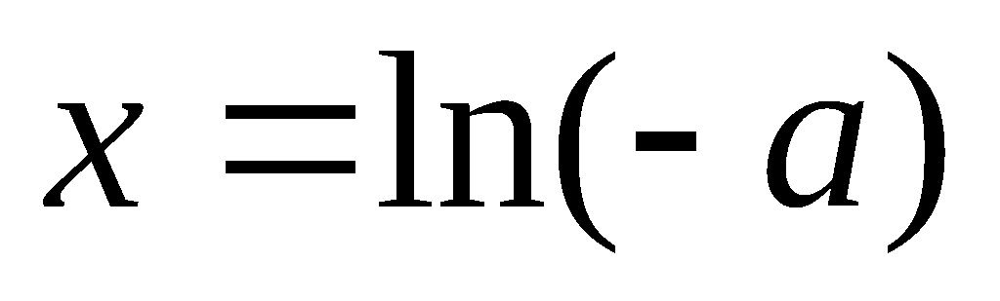 x = ln(- a)